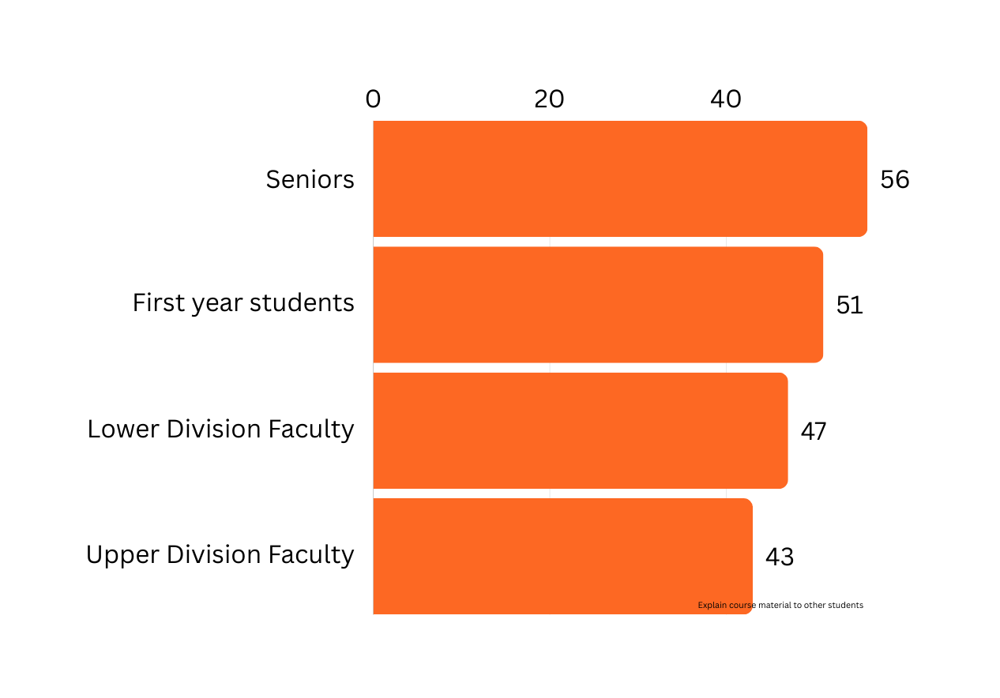 0 20 40
Seniors 56
First year students 51
Lower Division Faculty 47
Upper Division Faculty 43
Explain course material to other students